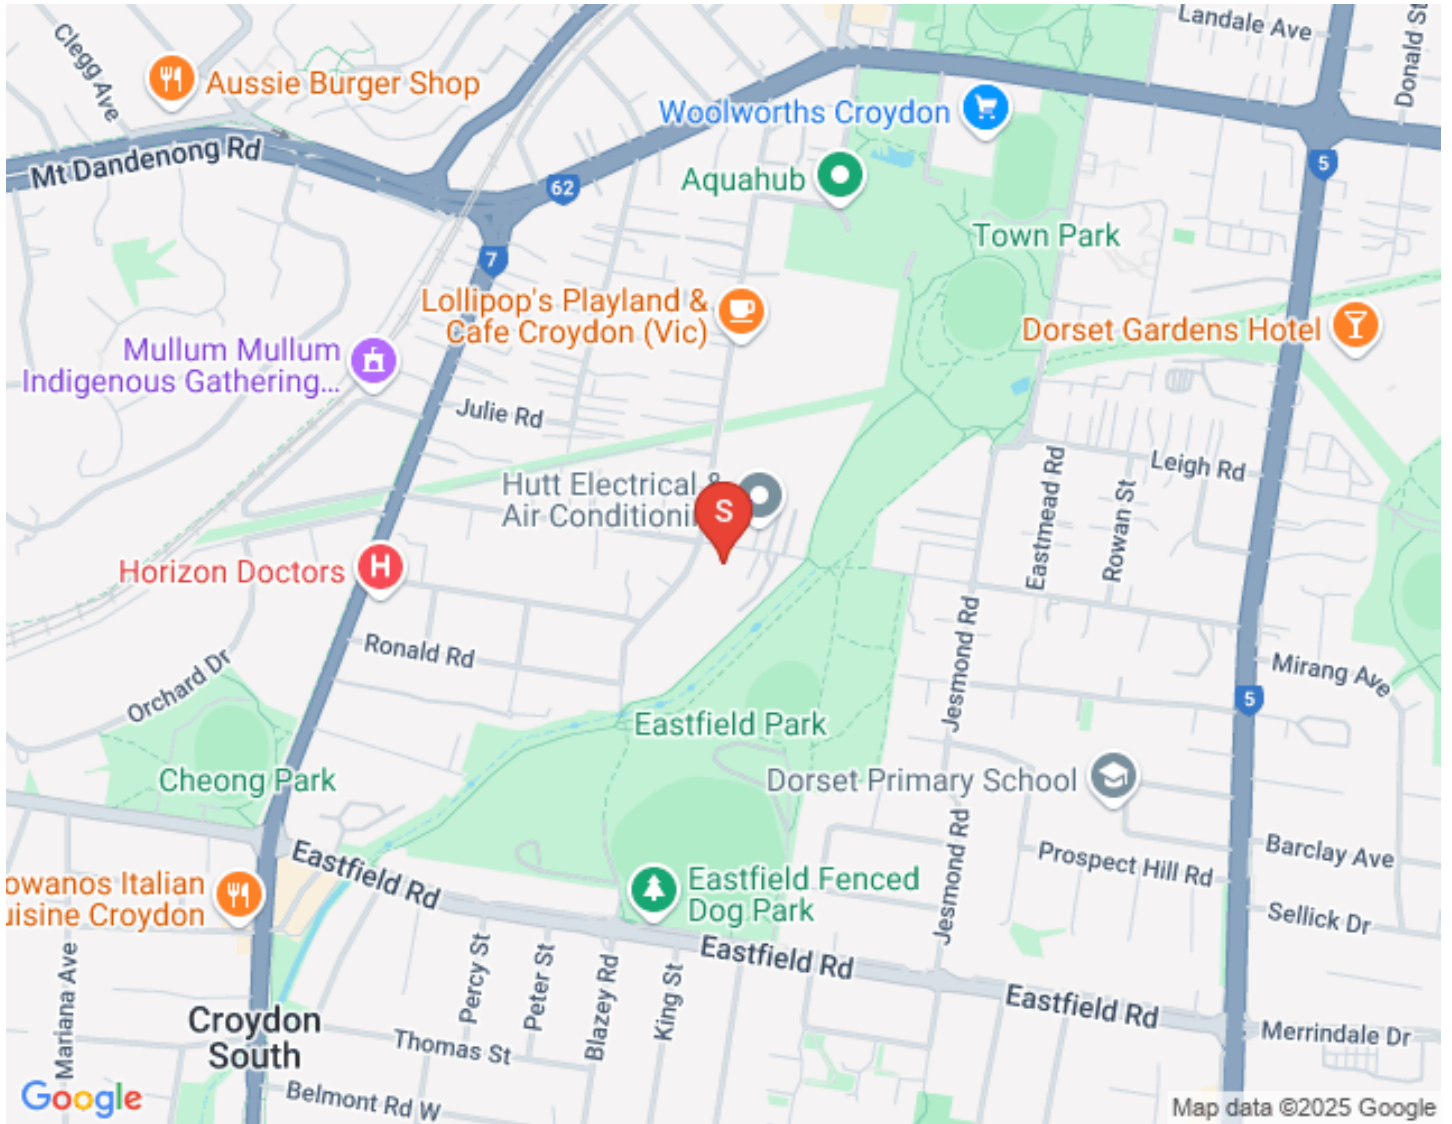 Landale Ave
Clegg Ave
Donald St
Aussie Burger Shop
Woolworths Croydon
Mt Dandenong Rd
62
5
Aquahub
Town Park
7
Lollipop's Playland &
Cafe Croydon (Vic)
Dorset Gardens Hotel
Mullum Mullum
Indigenous Gathering...
Julie Rd
Leigh Rd
Hutt Electrical &
Air Conditioni
S
Eastmead Rd
Rowan St
Horizon Doctors
H
Jesmond Rd
Ronald Rd
Orchard Dr
Mirang Ave
5
Eastfield Park
Cheong Park
Dorset Primary School
Jesmond Rd
Prospect Hill Rd
Barclay Ave
Eastfield Rd
owanos Italian
uisine Croydon
Eastfield Fenced
Dog Park
Sellick Dr
Eastfield Rd
Mariana Ave
Percy St
Peter St
Blazey Rd
King St
Eastfield Rd
Croydon
South
Thomas St
Merrindale Dr
Belmont Rd W
Google
Map data ©2025 Google